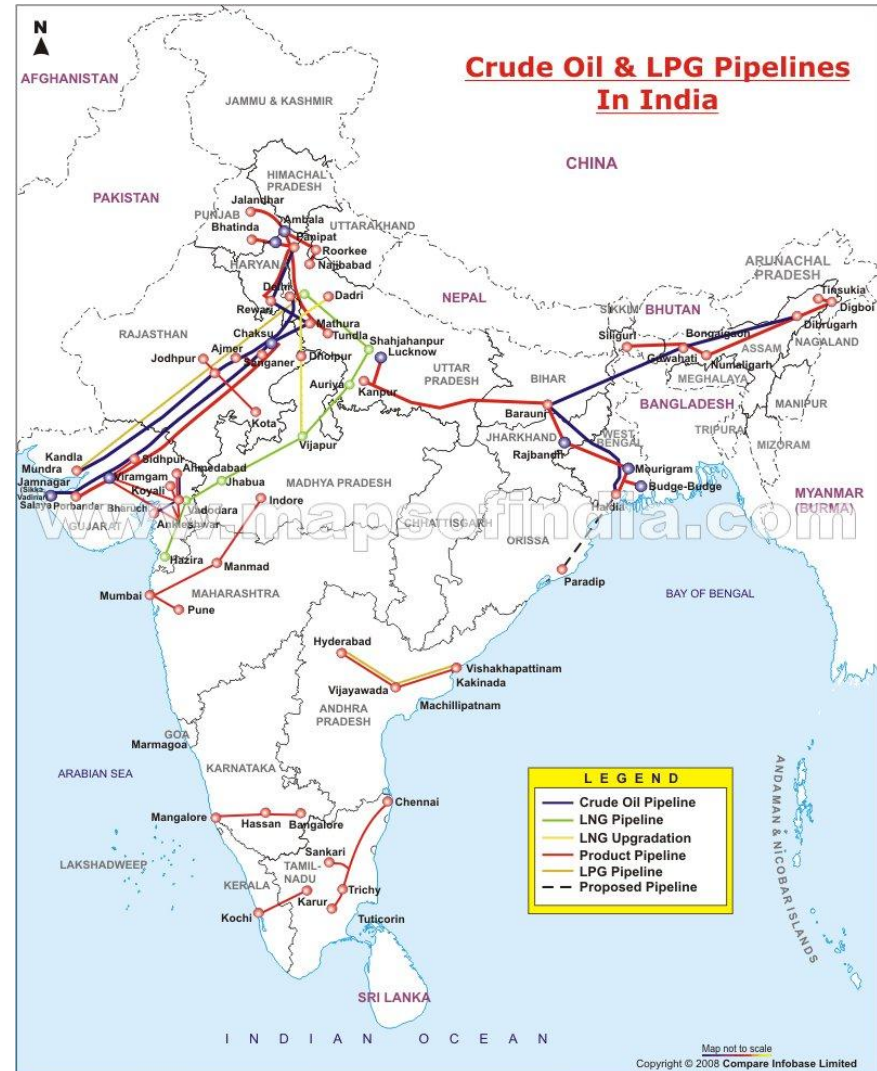 N
Crude Oil & LPG Pipelines
In India
AFGHANISTAN
JAMMU & KASHMIR
CHINA
PAKISTAN
HIMACHAL
PRADESH
Jalandhar
PUNJAB
Ambala
UTTARAKHAND
Bhatinda
Panipat
Roorkee
HARYAN
Najibabad
ARUNACHAL
PRADESH
Delhi
Dadri
NEPAL
Tinsukia
Rewari
SIKKIM
BHUTAN
Digboi
RAJASTHAN
Mathura
Dibrugarh
Chaksu
Tundla
Shahjahanpur
Siliguri
Bongaigaon
NAGALAND
Ajmer
Lucknow
ASSAM
Jodhpur
Sanganer
Dholpur
UTTAR
PRADESH
Gawahati
Numaligarh
Auriya
Kanpur
BIHAR
MEGHALAYA
Kota
Barauni
BANGLADESH
MANIPUR
Vijapur
JHARKHAND
WEST
BENGAL
TRIPURA
MIZORAM
Kandla
Mundra
Sidhpur
Ahmedabad
Rajbandh
Mourigram
Jamnagar
(Sikka
Vadinar)
Viramgam
Jhabua
MADHYA PRADESH
Budge-Budge
MYANMAR
(BURMA)
Salaya
Porbandar
Koyali
Indore
Bharuch
Vadodara
Haldia
GUJARAT
Ankleshwar
CHHATTISGARH
www.mapsofindia.com
ORISSA
Hazira
Manmad
Paradip
Mumbai
MAHARASHTRA
BAY OF BENGAL
Pune
Hyderabad
Vishakhapattinam
Kakinada
Vijayawada
Machillipatnam
ANDHRA
PRADESH
GOA
Marmagoa
ARABIAN SEA
KARNATAKA
Chennai
Mangalore
Hassan
Bangalore
Sankari
LAKSHADWEEP
TAMIL-
NADU
KERALA
Trichy
Karur
Kochi
Tuticorin
SRI LANKA
ANDAMAN & NICOBAR ISLANDS
LEGEND
Crude Oil Pipeline
LNG Pipeline
LNG Upgradation
Product Pipeline
LPG Pipeline
Proposed Pipeline
INDIAN OCEAN
Map not to scale
Copyright © 2008 Compare Infobase Limited